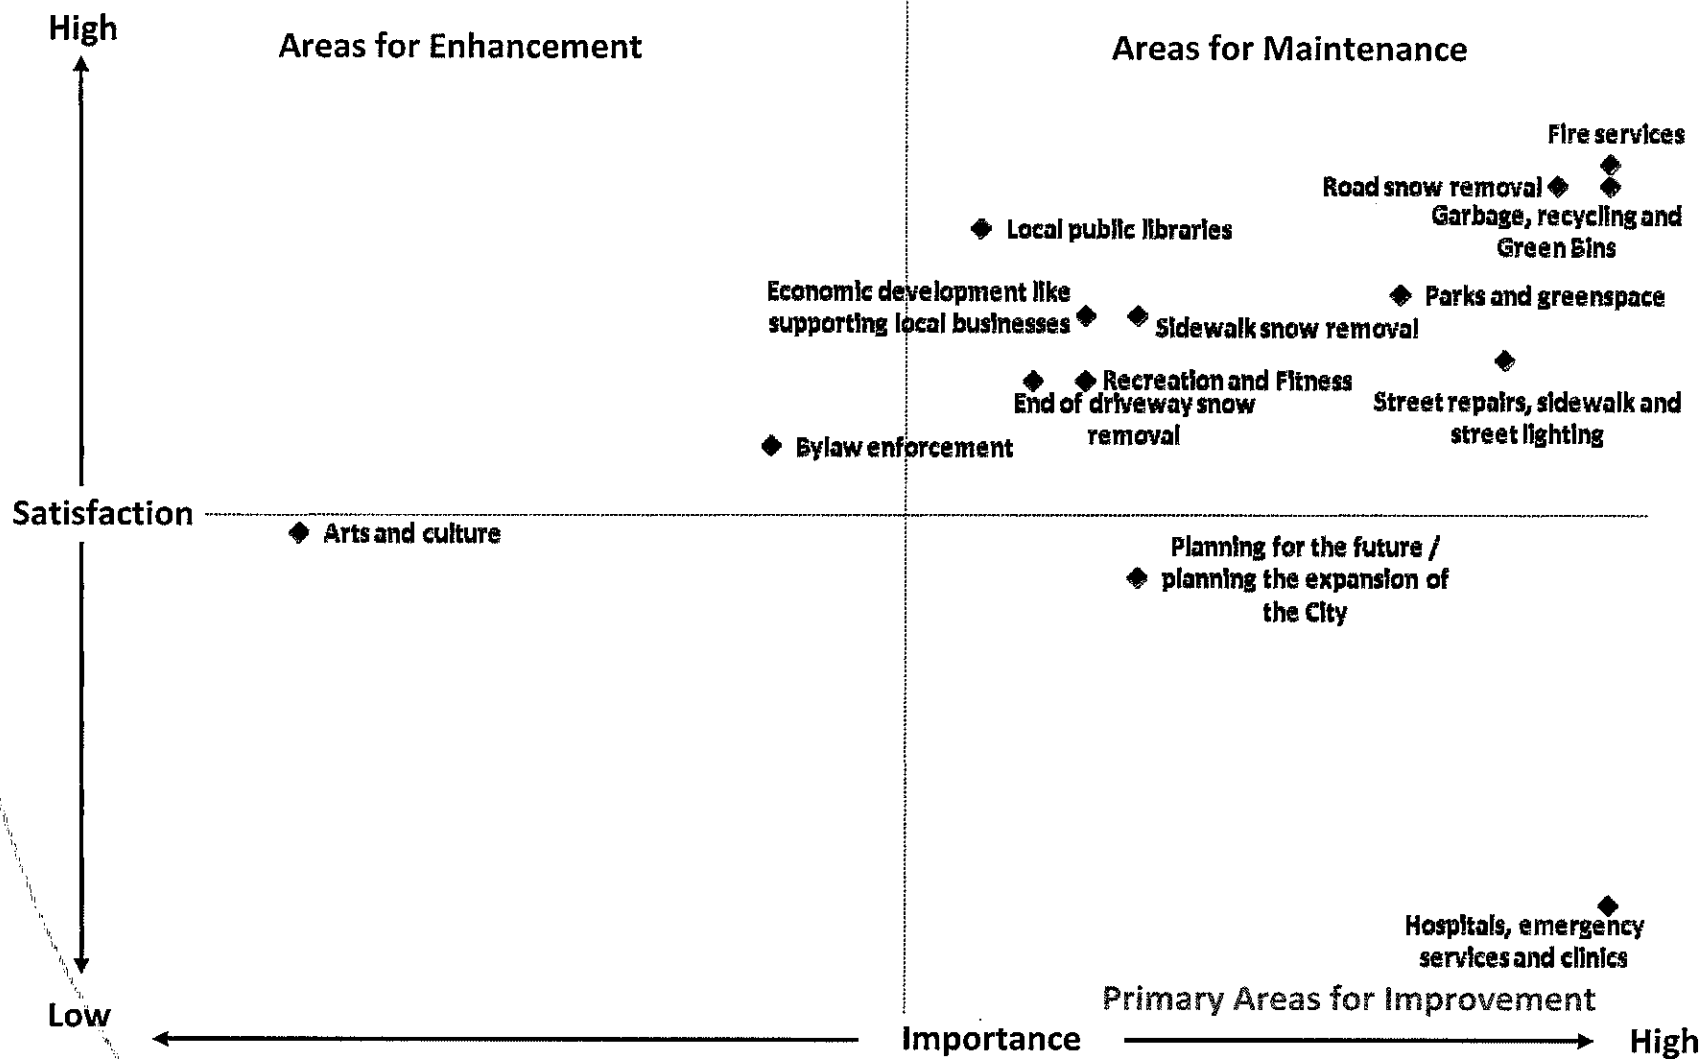 High
Areas for Enhancement
Areas for Maintenance
Fire services
Road snow removal
Garbage, recycling and
Green Bins
Local public libraries
Economic development like
supporting local businesses
Parks and greenspace
Sidewalk snow removal
Recreation and Fitness
End of driveway snow
removal
Street repairs, sidewalk and
street lighting
Bylaw enforcement
Satisfaction
Arts and culture
Planning for the future /
planning the expansion of
the City
Hospitals, emergency
services and clinics
Primary Areas for Improvement
Low
Importance
High